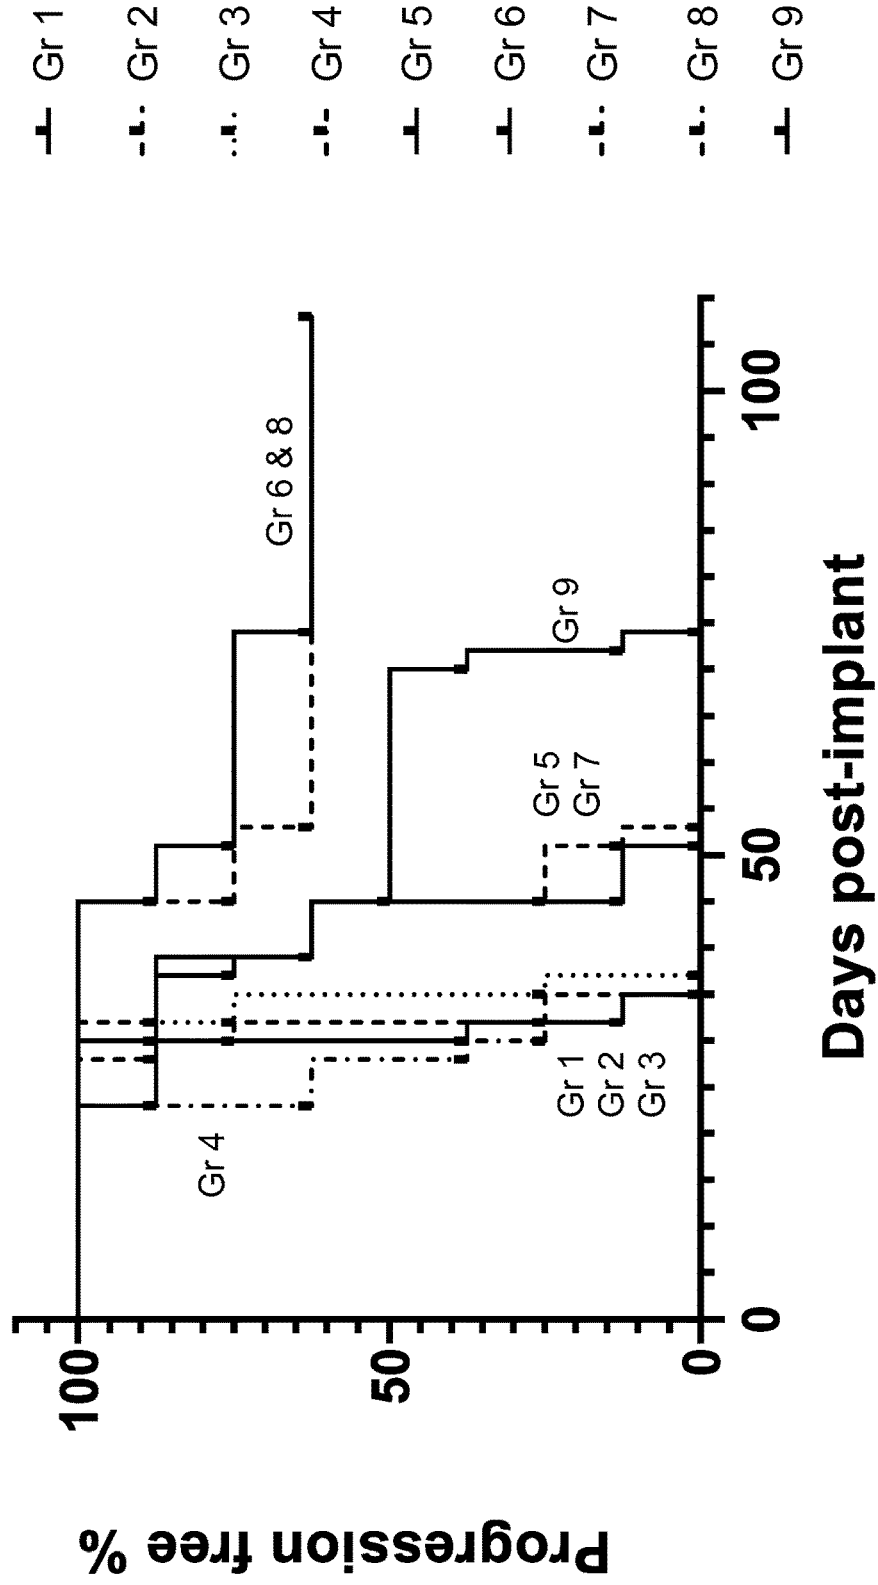 Progression free %
100
50
0
Gr 4
Gr 1
Gr 2
Gr 3
Gr 5
Gr 7
Gr 9
Gr 6 & 8
0
50
100
Days post-implant
Gr 1
Gr 2
Gr 3
Gr 4
Gr 5
Gr 6
Gr 7
Gr 8
Gr 9